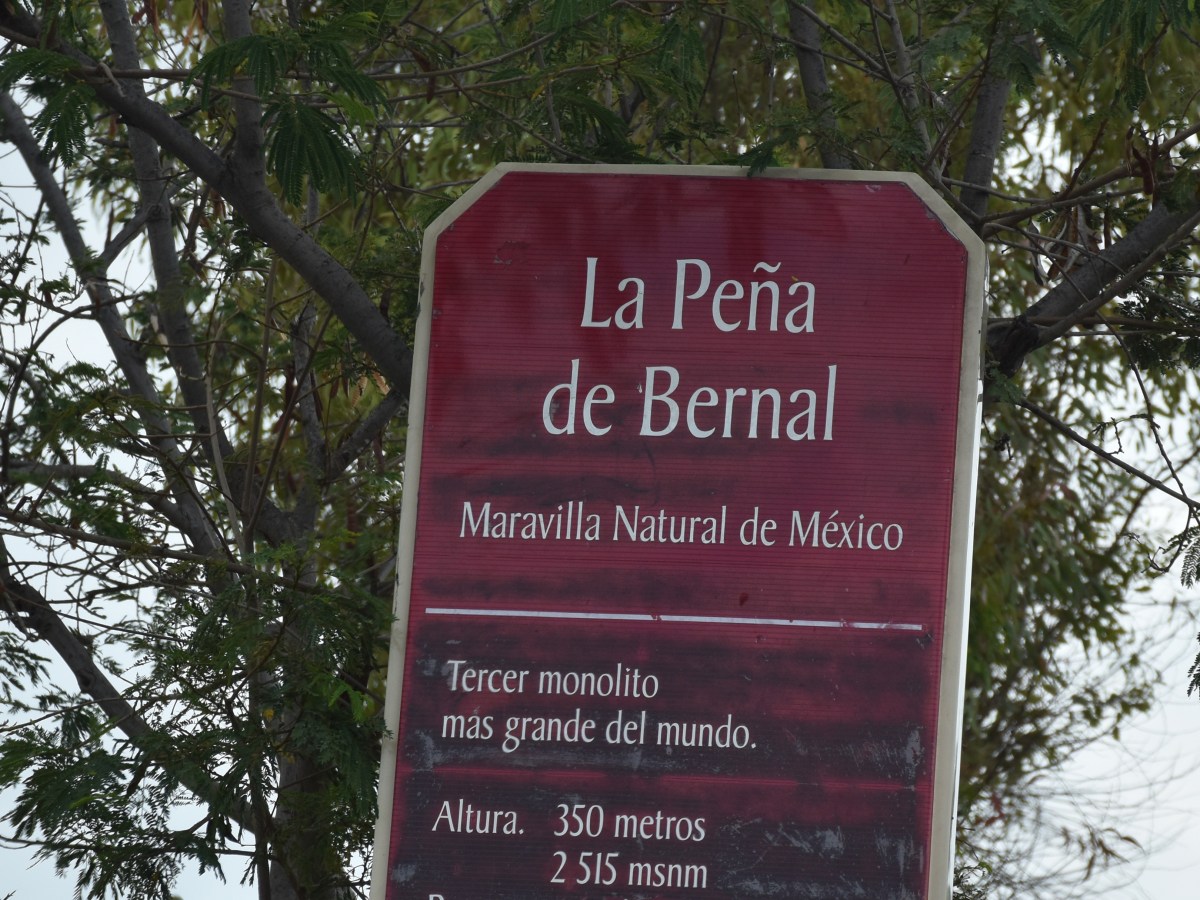 La Peña
de Bernal
Maravilla Natural de México
Tercer monolito
mas grande del mundo.
Altura. 350 metros
2 515 msnm